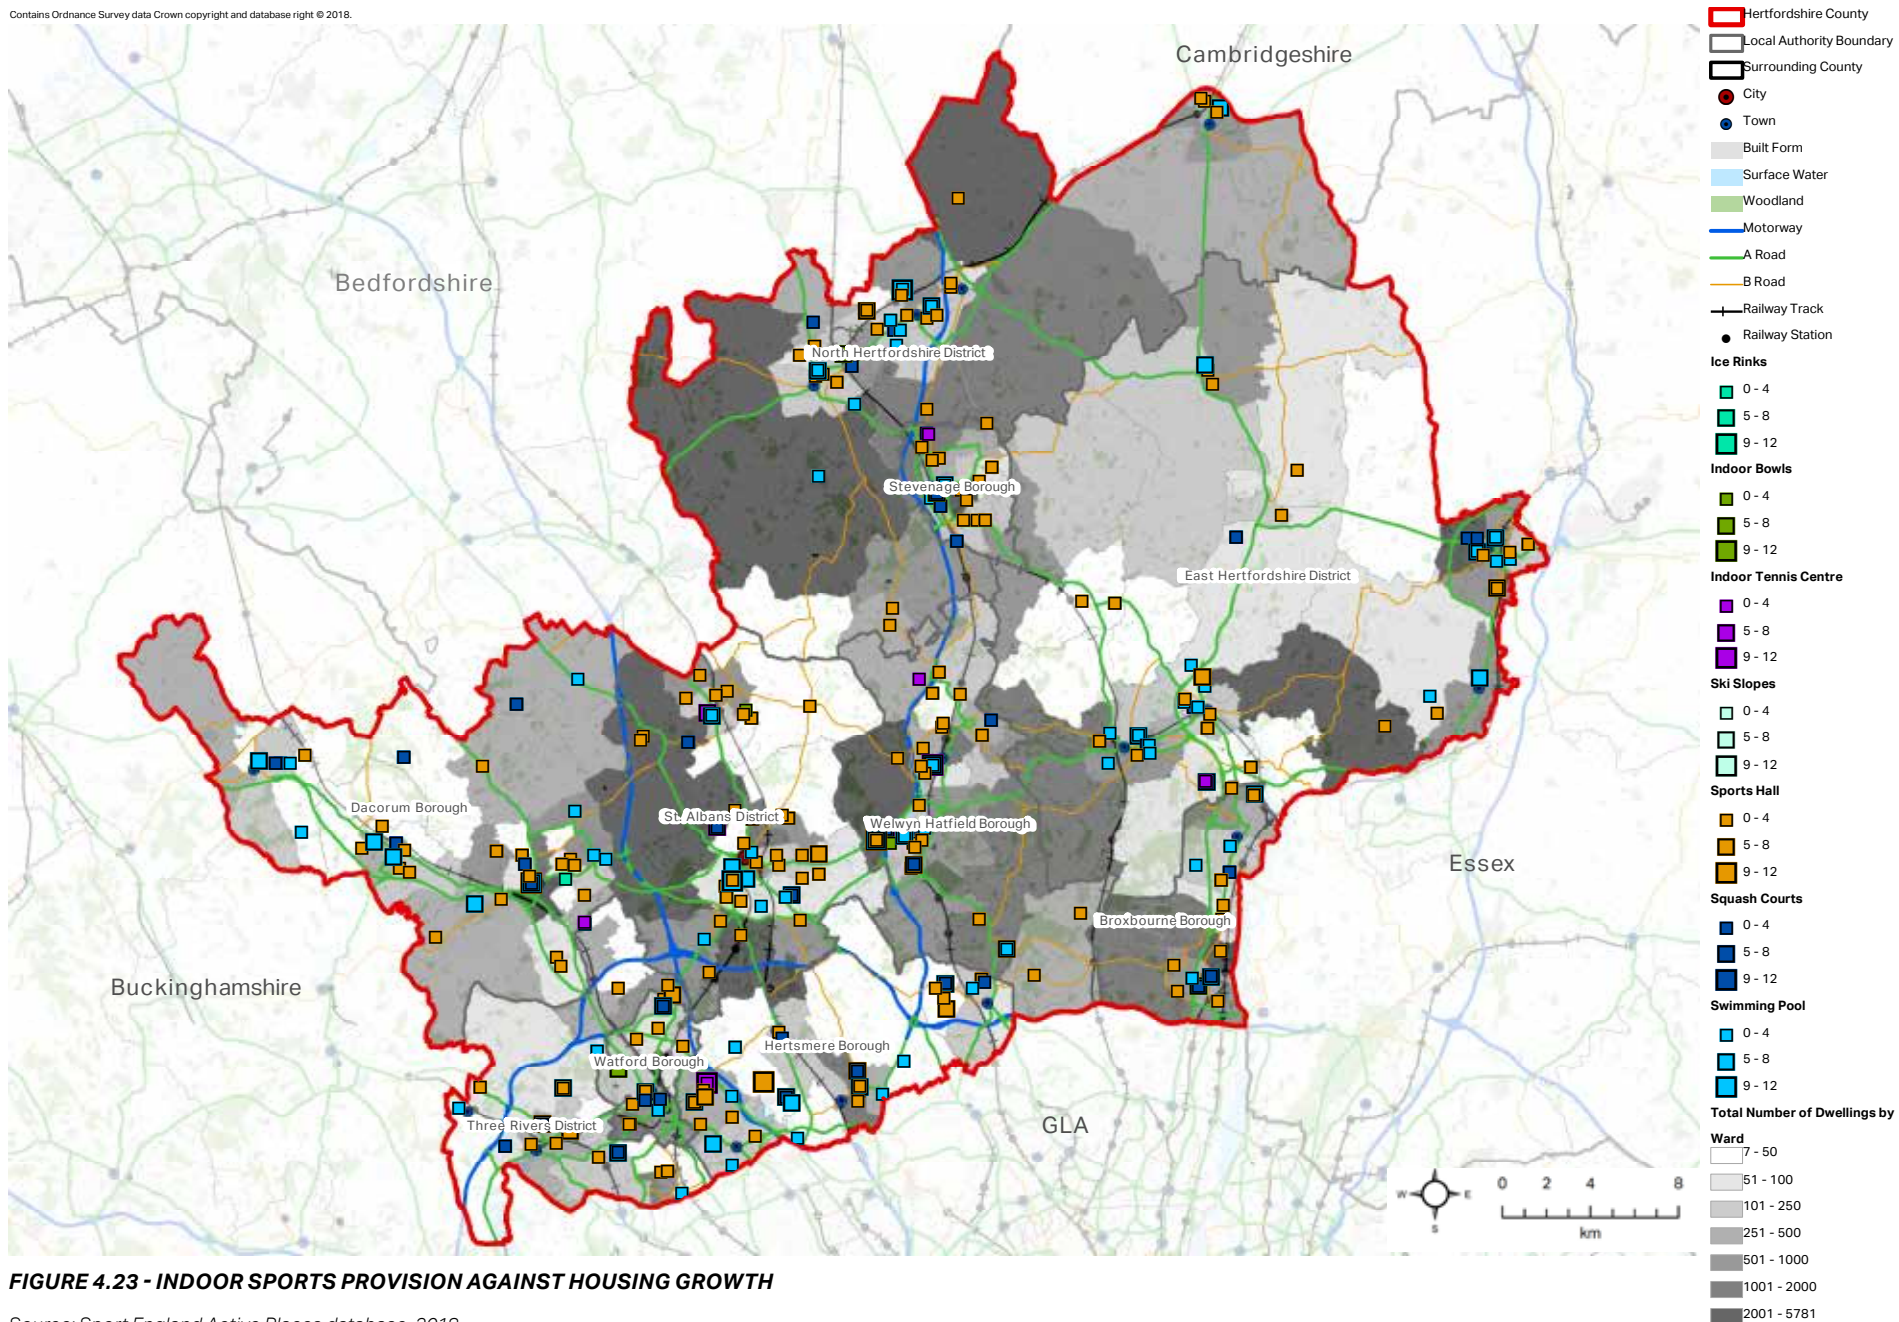 Contains Ordnance Survey data Crown copyright and database right © 2018.
Cambridgeshire
Bedfordshire
North Hertfordshire District
Stevenage Borough
East Hertfordshire District
Dacorum Borough
St. Albans District
Welwyn Hatfield Borough
Essex
Broxbourne Borough
Buckinghamshire
Hertsmere Borough
Watford Borough
Three Rivers District
GLA
N
W
E
S
0 2 4 8
km
Hertfordshire County
Local Authority Boundary
Surrounding County
City
Town
Built Form
Surface Water
Woodland
Motorway
A Road
B Road
Railway Track
Railway Station
Ice Rinks
0 - 4
5 - 8
9 - 12
Indoor Bowls
0 - 4
5 - 8
9 - 12
Indoor Tennis Centre
0 - 4
5 - 8
9 - 12
Ski Slopes
0 - 4
5 - 8
9 - 12
Sports Hall
0 - 4
5 - 8
9 - 12
Squash Courts
0 - 4
5 - 8
9 - 12
Swimming Pool
0 - 4
5 - 8
9 - 12
Total Number of Dwellings by
Ward
7 - 50
51 - 100
101 - 250
251 - 500
501 - 1000
1001 - 2000
2001 - 5781
FIGURE 4.23 - INDOOR SPORTS PROVISION AGAINST HOUSING GROWTH
Source: Sport England Active Places database, 2018